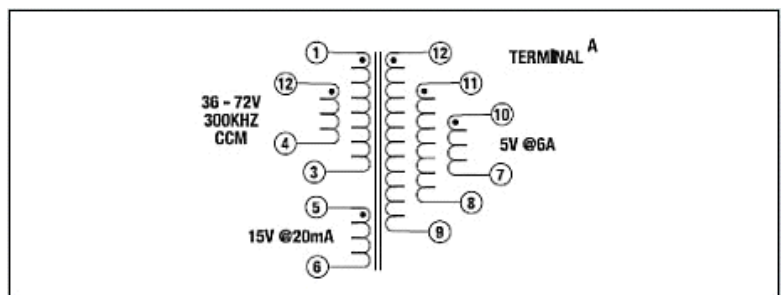 1
12
TERMINAL A
12
11
36 - 72V
300KHZ
CCM
10
4
5V @6A
3
7
5
8
15V @20mA
9
6